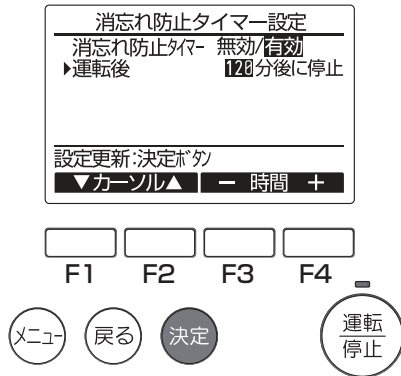 消忘れ防止タイマー設定
消忘れ防止ﾀｲﾏｰ 無効/有効
▶運転後 120分後に停止
設定更新:決定ﾎﾞﾀﾝ
▼カーソル▲ − 時間 ＋
F1 F2 F3 F4
メニュー 戻る 決定 運転
停止